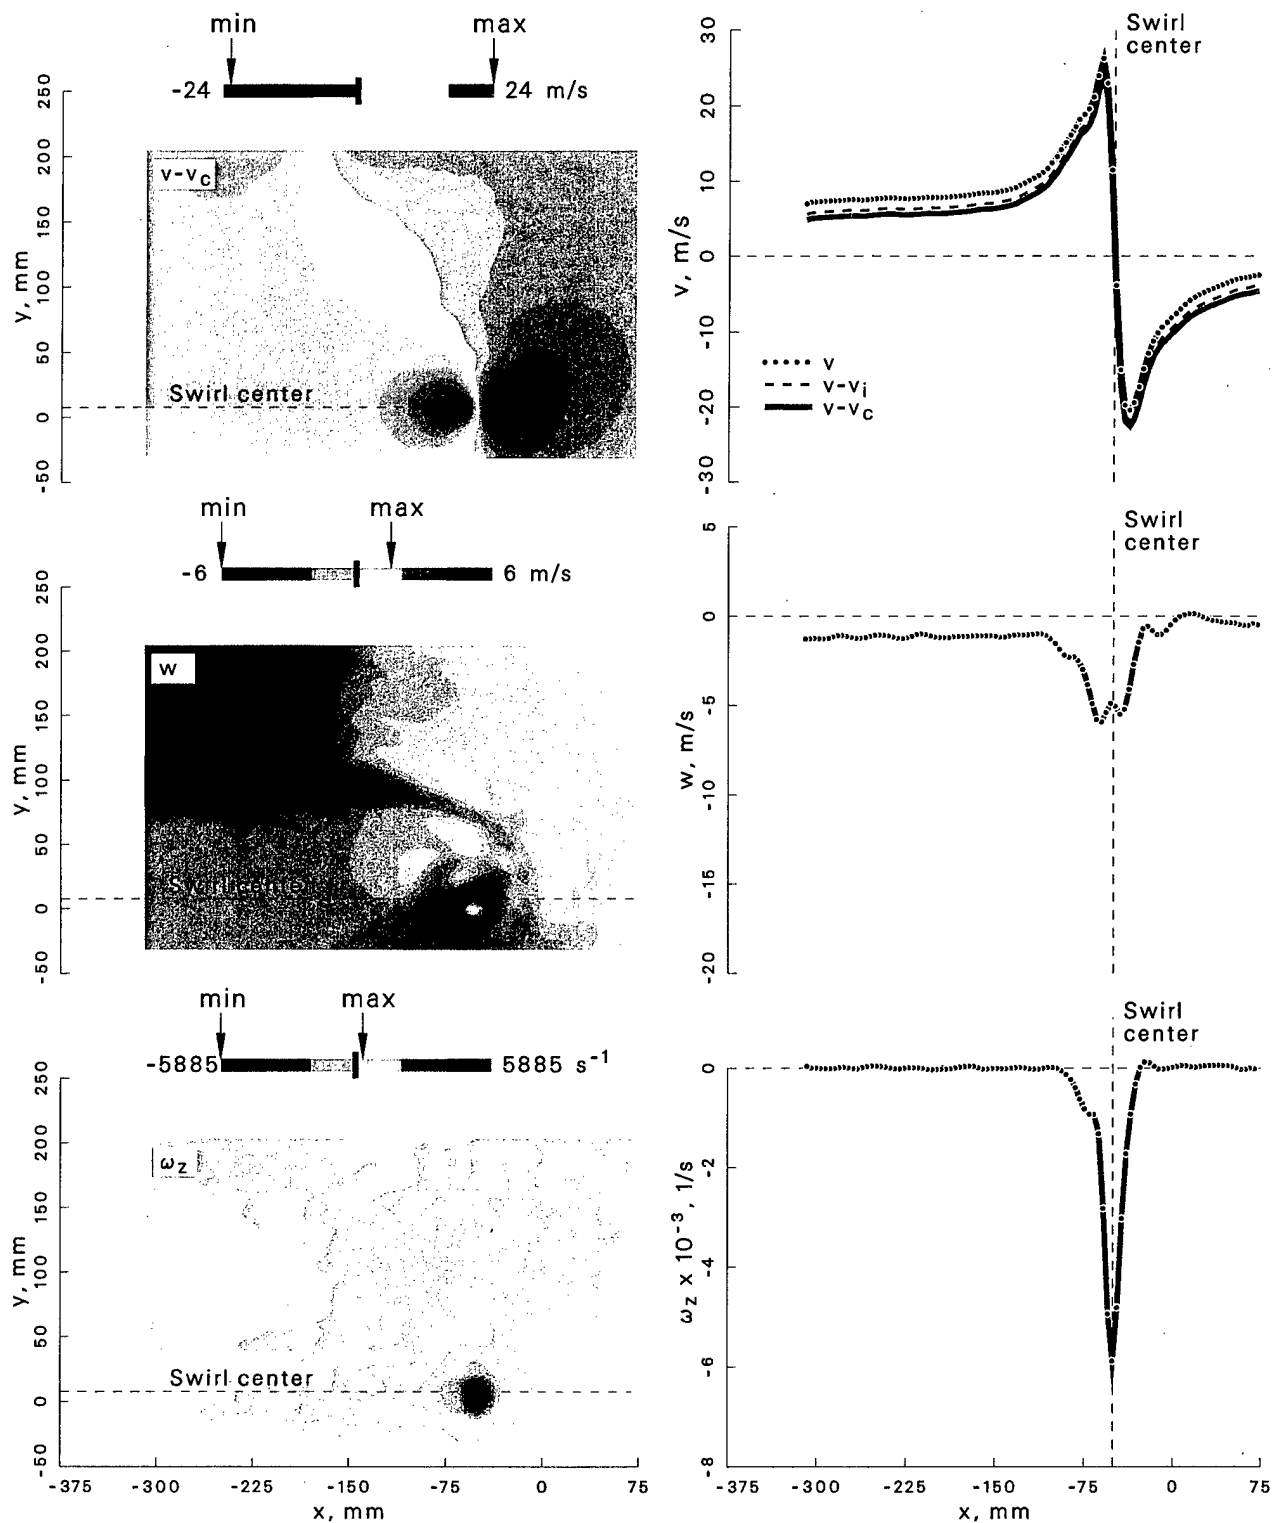 min max
-24 24 m/s
250
200
150
100
50
0
-50
y, mm
v-vc
Swirl center
30
20
10
0
-10
-20
-30
v, m/s
Swirl
center
v
v-vi
v-vc
min max
-6 6 m/s
250
200
150
100
50
0
-50
y, mm
w
Swirl center
5
0
-5
-10
-15
-20
w, m/s
Swirl
center
min max
-5885 5885 s⁻¹
250
200
150
100
50
0
-50
y, mm
ωz
Swirl center
-375 -300 -225 -150 -75 0 75
x, mm
0
-2
-4
-6
-8
ωz x 10⁻³, 1/s
Swirl
center
-375 -300 -225 -150 -75 0 75
x, mm